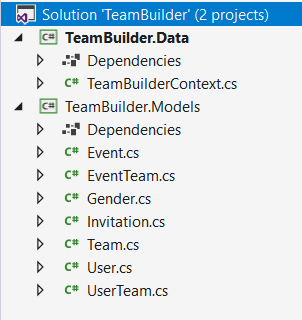 Solution 'TeamBuilder' (2 projects)
C# TeamBuilder.Data
Dependencies
C# TeamBuilderContext.cs
C# TeamBuilder.Models
Dependencies
C# Event.cs
C# EventTeam.cs
C# Gender.cs
C# Invitation.cs
C# Team.cs
C# User.cs
C# UserTeam.cs